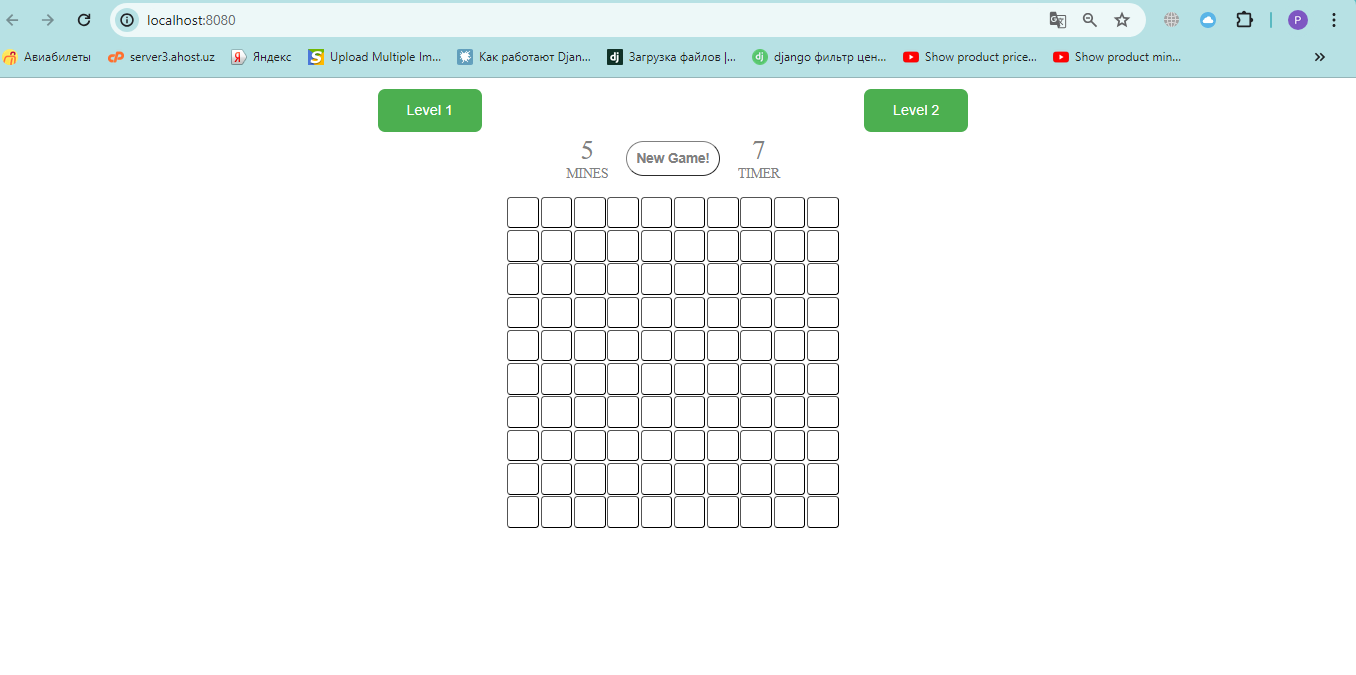 localhost:8080
Авиабилеты server3.ahost.uz Яндекс Upload Multiple Im... Как работают Djan... Загрузка файлов |... django фильтр цен... Show product price... Show product min...
Level 1 Level 2
5 New Game! 7
MINES TIMER